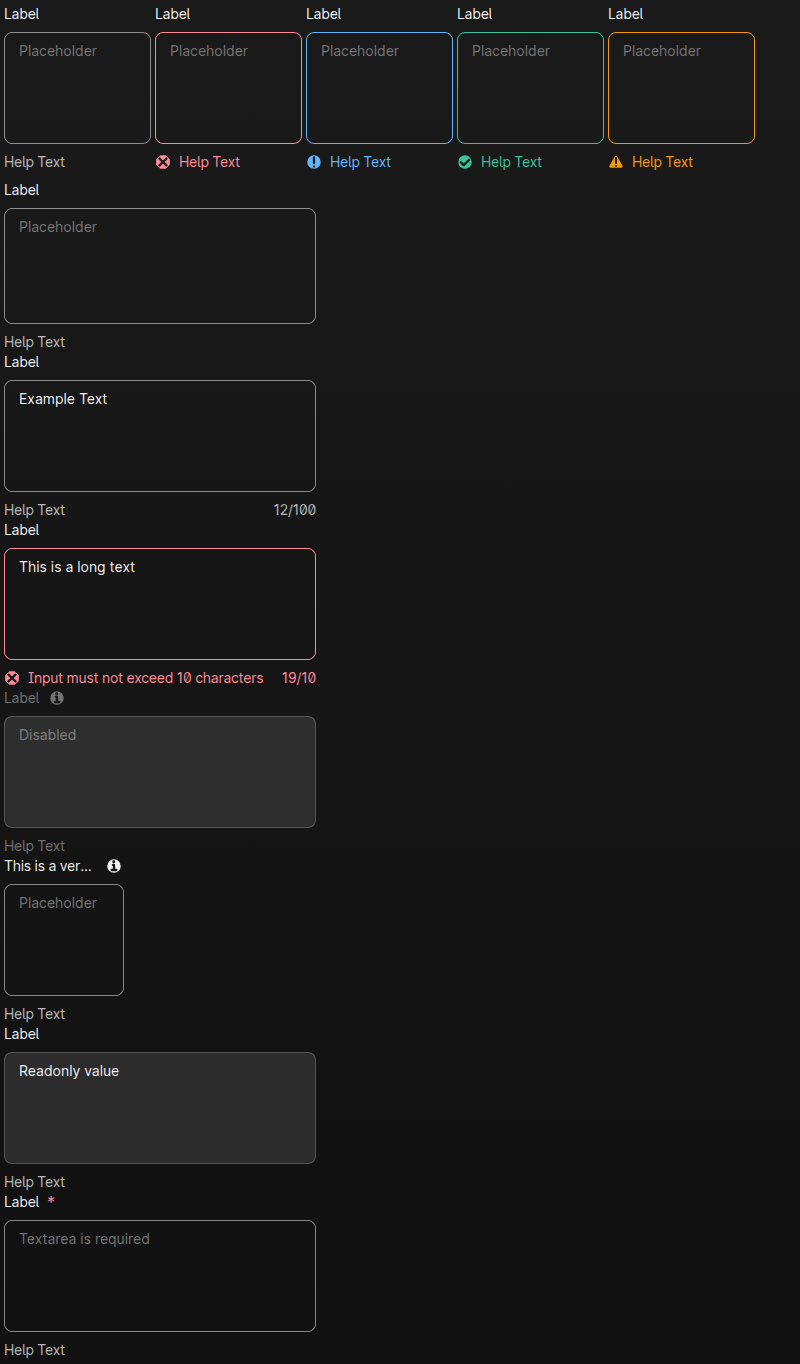 Label Label Label Label Label
Placeholder Placeholder Placeholder Placeholder Placeholder
Help Text Help Text Help Text Help Text Help Text
Label
Placeholder
Help Text
Label
Example Text
Help Text 12/100
Label
This is a long text
Input must not exceed 10 characters 19/10
Label
Disabled
Help Text
This is a ver...
Placeholder
Help Text
Label
Readonly value
Help Text
Label *
Textarea is required
Help Text